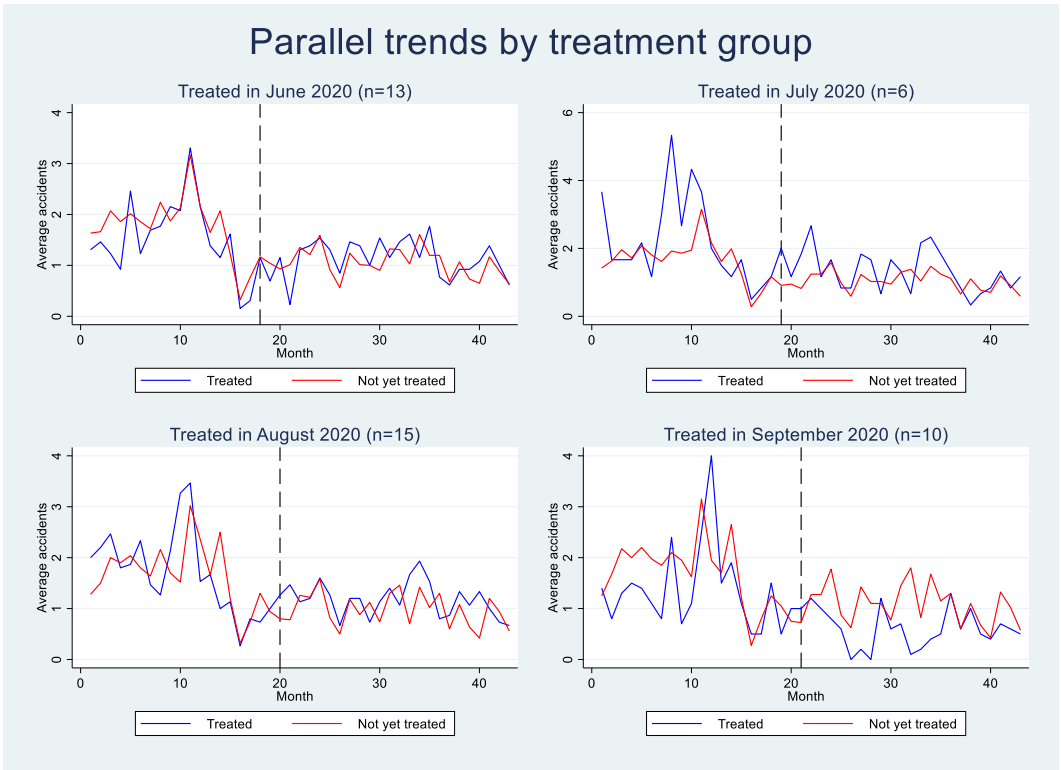 Parallel trends by treatment group
Treated in June 2020 (n=13)
Average accidents
4
3
2
1
0
0 10 20 30 40
Month
Treated Not yet treated
Treated in July 2020 (n=6)
Average accidents
6
4
2
0
0 10 20 30 40
Month
Treated Not yet treated
Treated in August 2020 (n=15)
Average accidents
4
3
2
1
0
0 10 20 30 40
Month
Treated Not yet treated
Treated in September 2020 (n=10)
Average accidents
4
3
2
1
0
0 10 20 30 40
Month
Treated Not yet treated